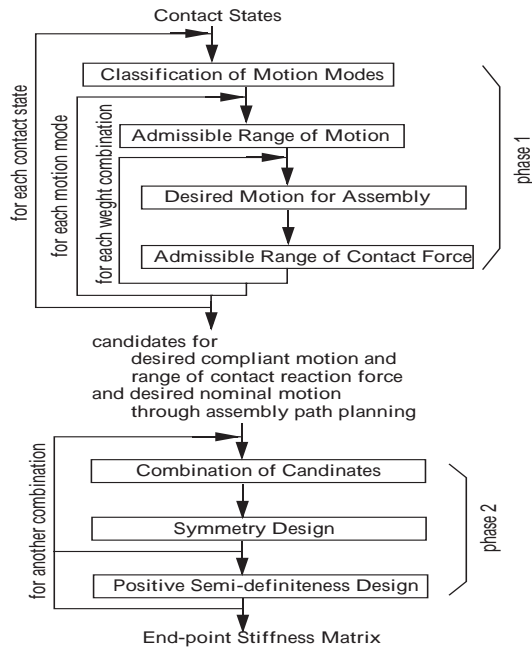 Contact States
Classification of Motion Modes
Admissible Range of Motion
Desired Motion for Assembly
Admissible Range of Contact Force
for each contact state
for each motion mode
for each weght combination
phase 1
candidates for
desired compliant motion and
range of contact reaction force
and desired nominal motion
through assembly path planning
Combination of Candinates
Symmetry Design
Positive Semi-definiteness Design
for another combination
phase 2
End-point Stiffness Matrix